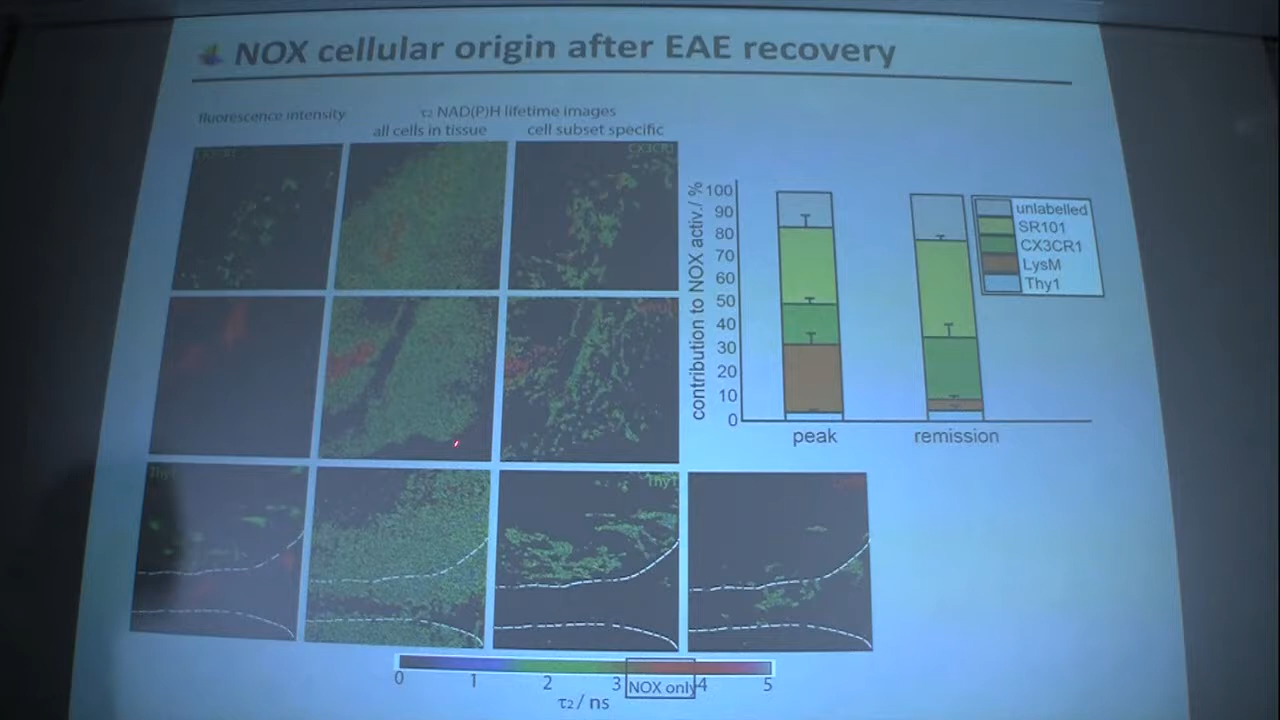 NOX cellular origin after EAE recovery
fluorescence intensity
τ2 NAD(P)H lifetime images
all cells in tissue
cell subset specific
CX3CR1
contribution to NOX activ./ %
100
90
80
70
60
50
40
30
20
10
0
peak
remission
unlabelled
SR101
CX3CR1
LysM
Thy1
Thy1
Thy1
0
1
2
3
NOX only
4
5
τ2/ ns